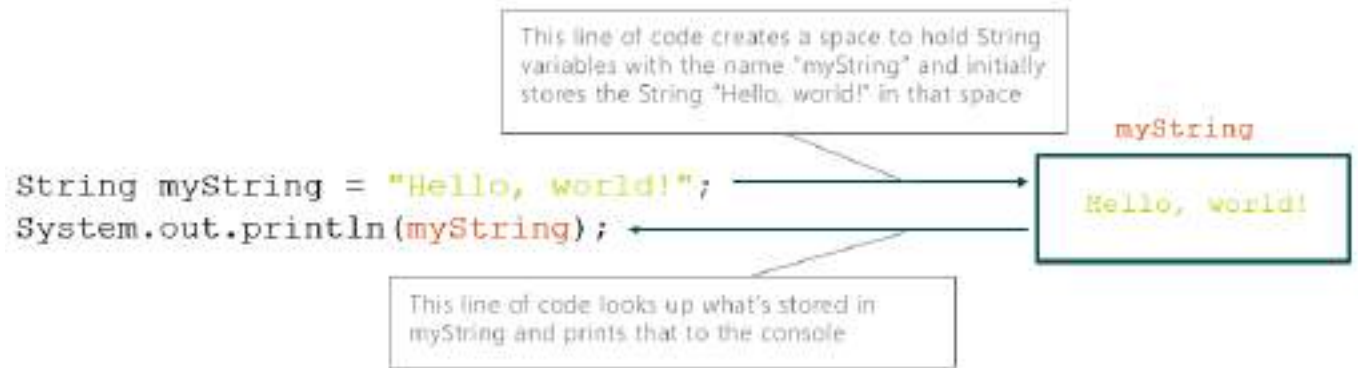 This line of code creates a space to hold String
variables with the name "myString" and initially
stores the String "Hello, world!" in that space
myString
String myString = "Hello, world!";
Hello, world!
System.out.println(myString);
This line of code looks up what's stored in
myString and prints that to the console